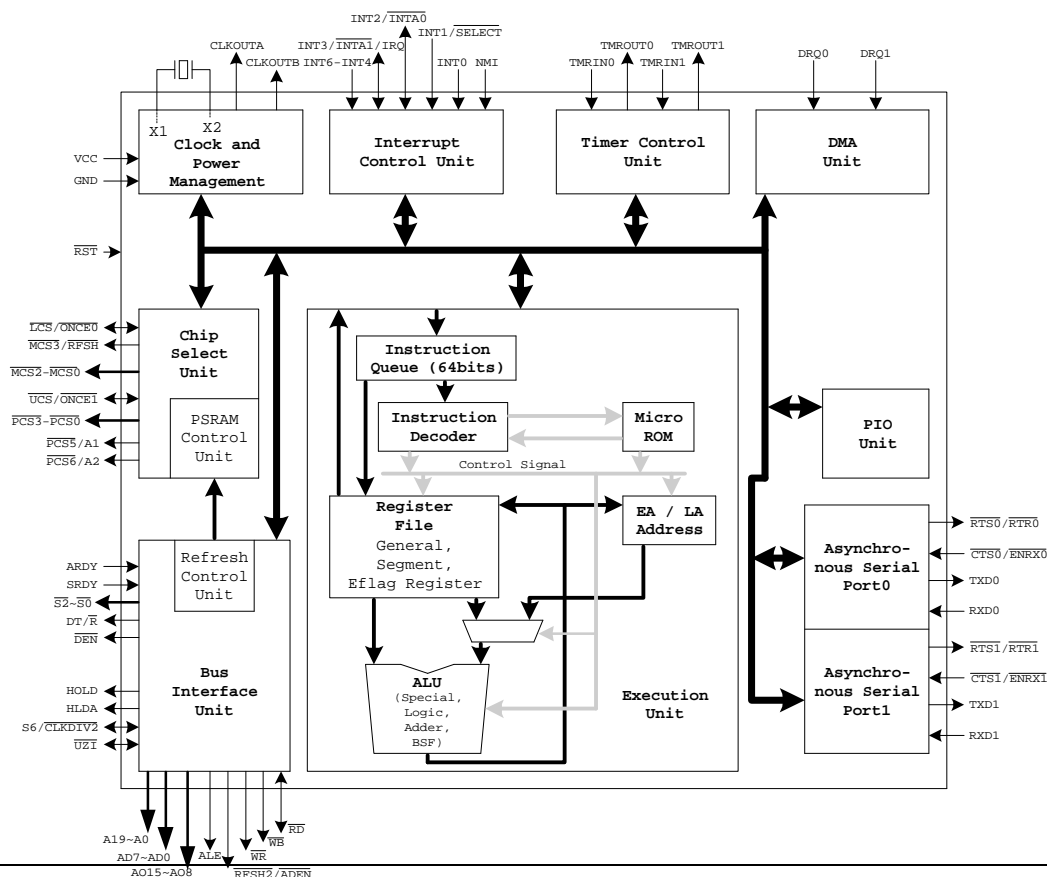 INT2/INTA0
CLKOUTA
INT3/INTA1/IRQ
INT1/SELECT
TMROUT0
TMROUT1
CLKOUTB
INT6-INT4
INT0
NMI
TMRIN0
TMRIN1
DRQ0
DRQ1
X1
X2
Clock and
Power
Management
Interrupt
Control Unit
Timer Control
Unit
DMA
Unit
VCC
GND
RST
LCS/ONCE0
MCS3/RFSH
MCS2-MCS0
UCS/ONCE1
PCS3-PCS0
PCS5/A1
PCS6/A2
Chip
Select
Unit
PSRAM
Control
Unit
Instruction
Queue (64bits)
Instruction
Decoder
Micro
ROM
Control Signal
Register
File
General,
Segment,
Eflag Register
EA / LA
Address
ALU
(Special,
Logic,
Adder,
BSF)
Execution
Unit
PIO
Unit
Refresh
Control
Unit
Bus
Interface
Unit
ARDY
SRDY
S2~S0
DT/R
DEN
HOLD
HLDA
S6/CLKDIV2
UZI
Asynchro-
nous Serial
Port0
RTS0/RTR0
CTS0/ENRX0
TXD0
RXD0
Asynchro-
nous Serial
Port1
RTS1/RTR1
CTS1/ENRX1
TXD1
RXD1
A19~A0
AD7~AD0
AO15~AO8
ALE
RFSH2/ADEN
WR
WB
RD